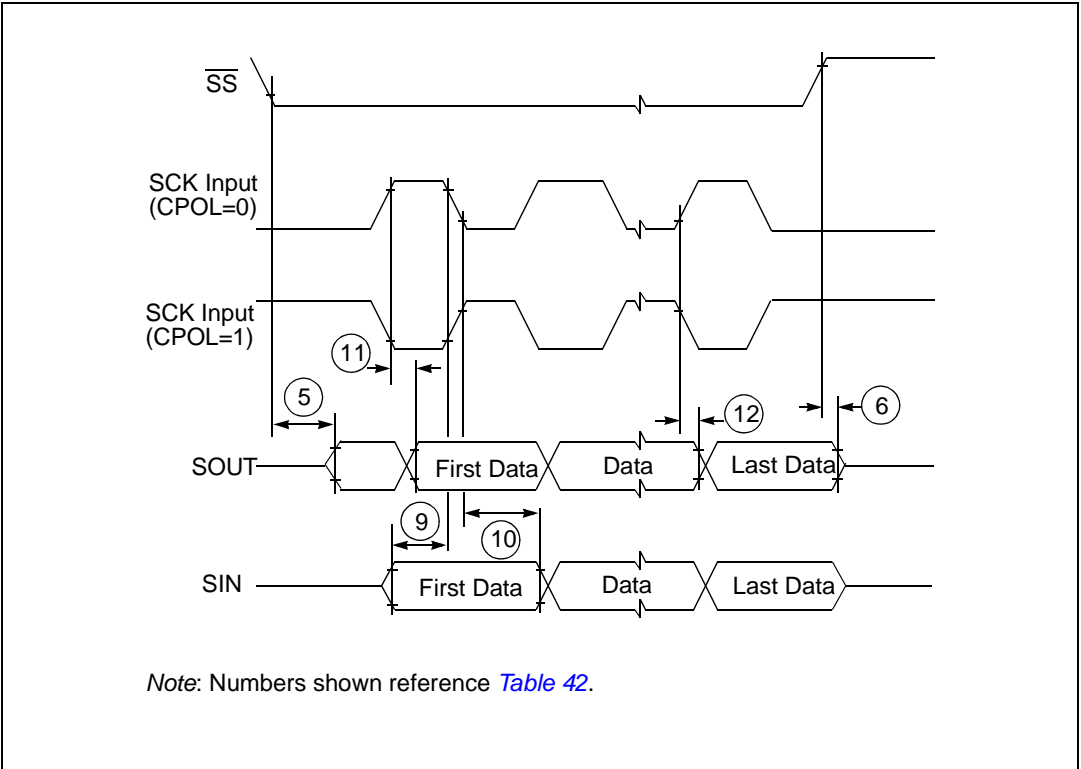 SS
SCK Input
(CPOL=0)
SCK Input
(CPOL=1)
11
5
12
6
SOUT
First Data
Data
Last Data
9
10
SIN
First Data
Data
Last Data
Note: Numbers shown reference Table 42.